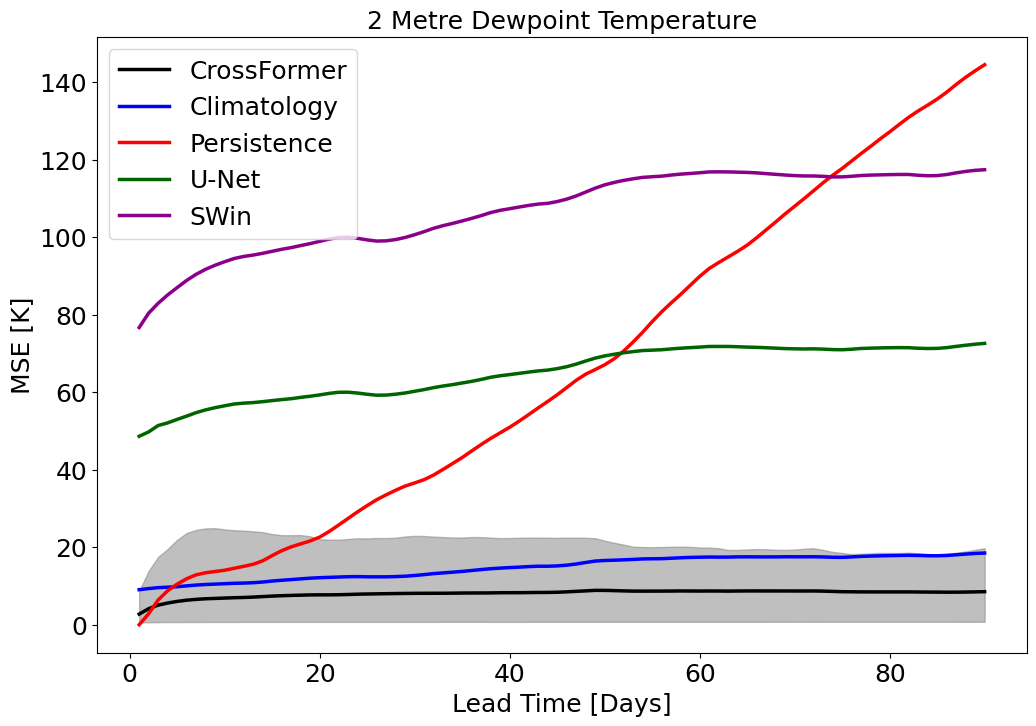 2 Metre Dewpoint Temperature
CrossFormer
Climatology
Persistence
U-Net
SWin
MSE [K]
140
120
100
80
60
40
20
0
0 20 40 60 80
Lead Time [Days]